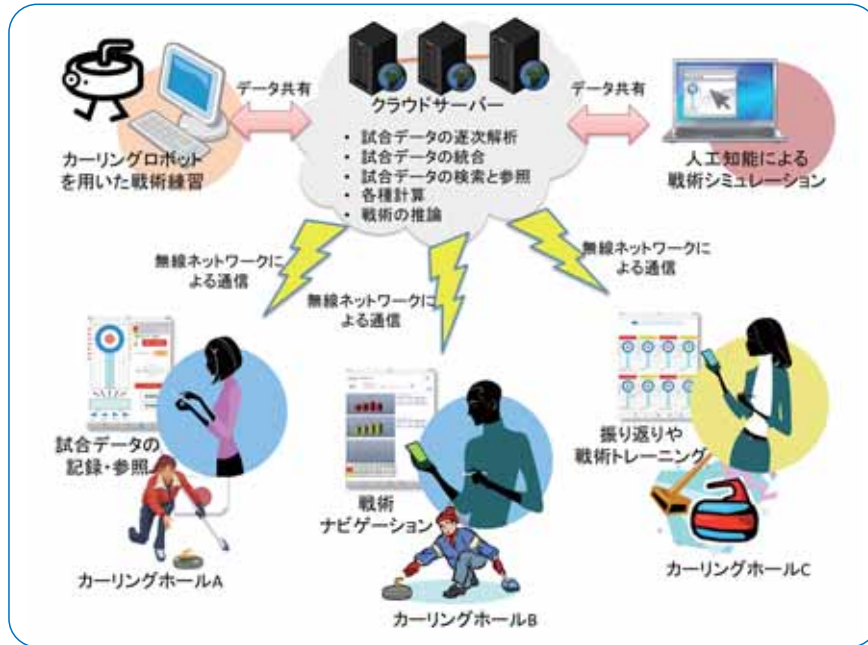 データ共有
クラウドサーバー
データ共有
・ 試合データの逐次解析
・ 試合データの統合
・ 試合データの検索と参照
・ 各種計算
・ 戦術の推論
カーリングロボット
を用いた戦術練習
人工知能による
戦術シミュレーション
無線ネットワークに
よる通信
無線ネットワークに
よる通信
無線ネットワークに
よる通信
試合データの
記録・参照
カーリングホールA
戦術
ナビゲーション
カーリングホールB
振り返りや
戦術トレーニング
カーリングホールC